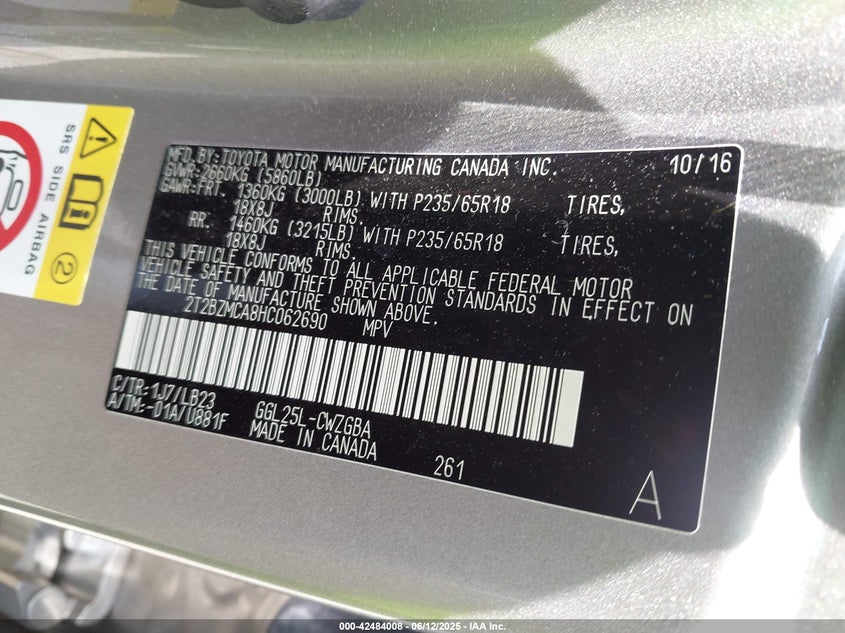 SRS SIDE AIRBAG
2
MFD.BY:TOYOTA MOTOR MANUFACTURING CANADA INC. 10/16
GVWR:2660KG (5860LB)
GAWR:FRT. 1360KG (3000LB) WITH P235/65R18 TIRES,
18X8J RIMS.
RR. 1460KG (3215LB) WITH P235/65R18 TIRES,
18X8J RIMS.
THIS VEHICLE CONFORMS TO ALL APPLICABLE FEDERAL MOTOR
VEHICLE SAFETY AND THEFT PREVENTION STANDARDS IN EFFECT ON
THE DATE OF MANUFACTURE SHOWN ABOVE.
2T2BZMCA8HC062690 MPV
C/TR:1J7/LB23
A/TM:-01A/U881F
GGL25L-CWZGBA
MADE IN CANADA
261
A
000-42484008 - 06/12/2025 - IAA Inc.